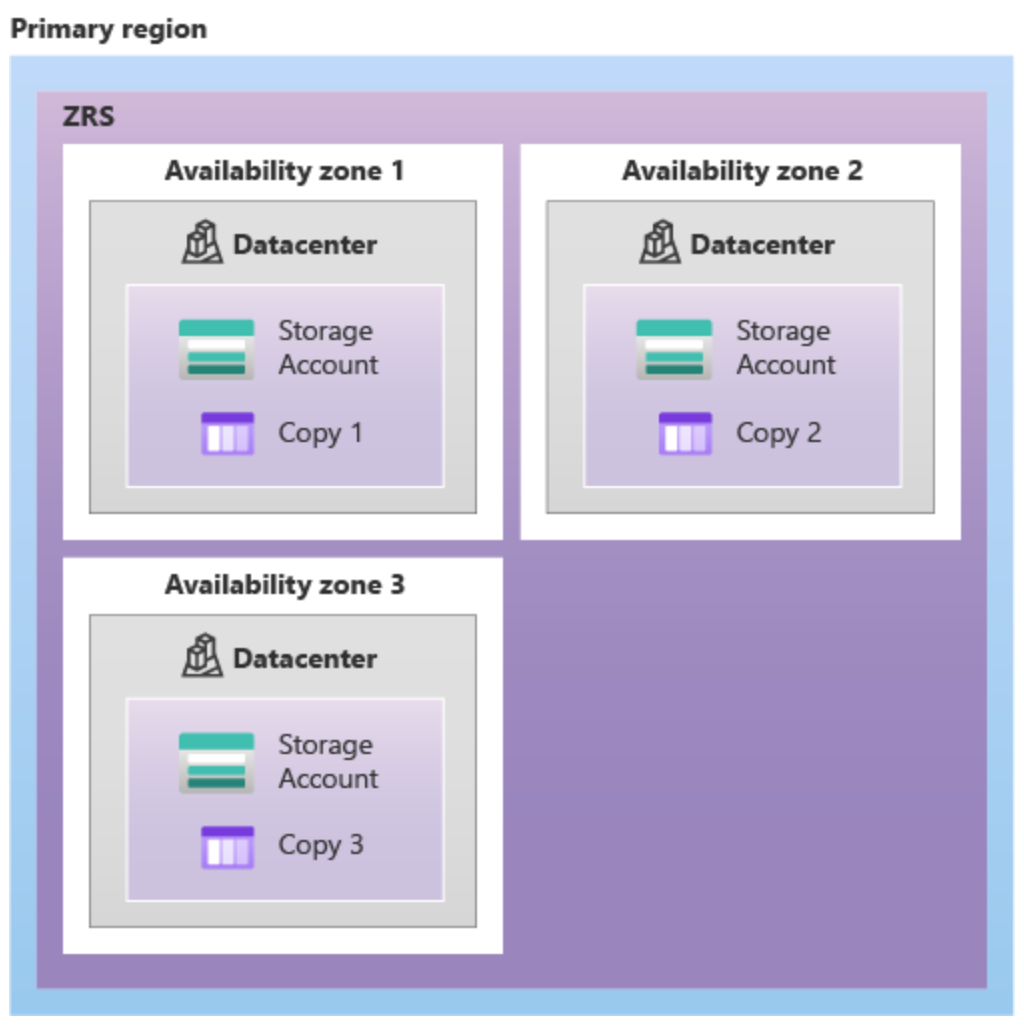 Primary region
ZRS
Availability zone 1
Datacenter
Storage
Account
Copy 1
Availability zone 2
Datacenter
Storage
Account
Copy 2
Availability zone 3
Datacenter
Storage
Account
Copy 3